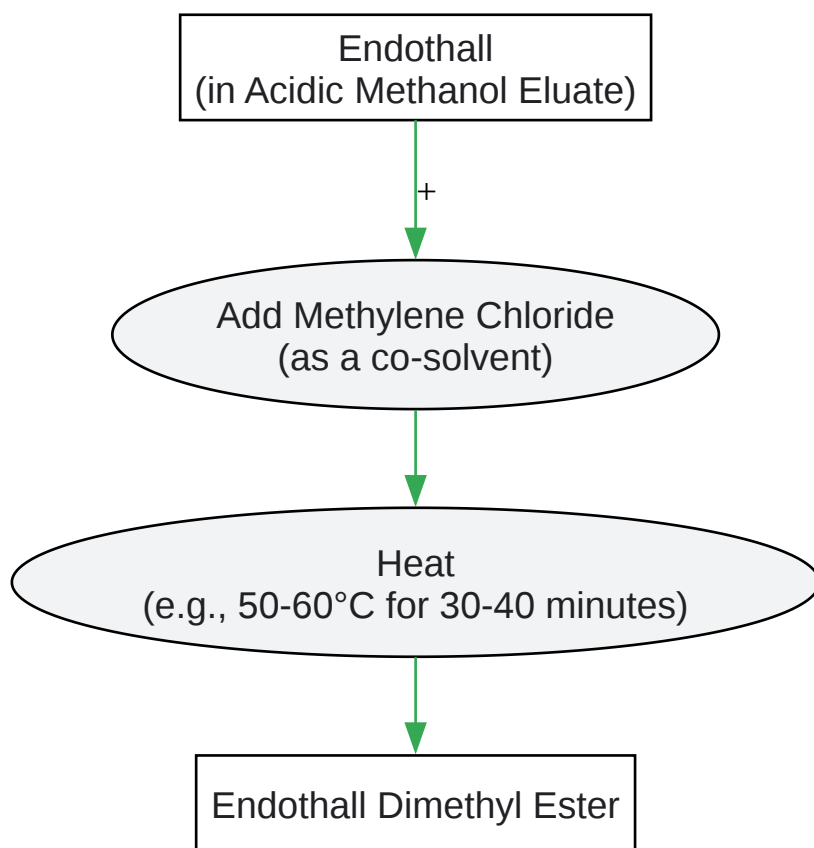 Endothall
(in Acidic Methanol Eluate)
+
Add Methylene Chloride
(as a co-solvent)
Heat
(e.g., 50-60°C for 30-40 minutes)
Endothall Dimethyl Ester